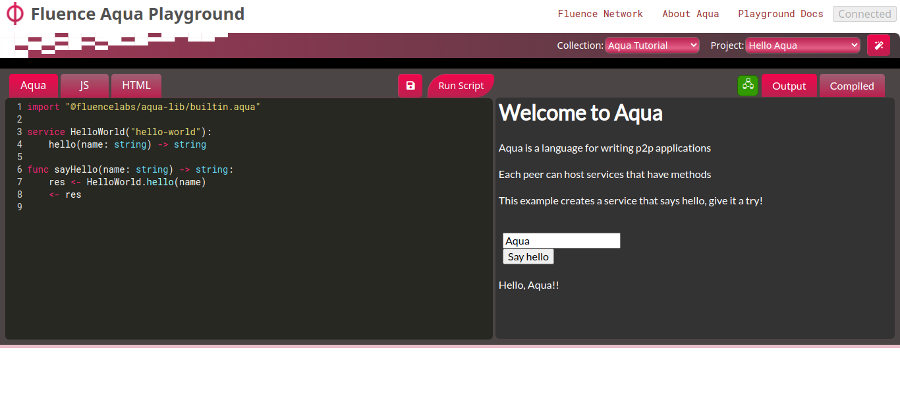 Fluence Aqua Playground
Fluence Network About Aqua Playground Docs Connected
Collection: Aqua Tutorial Project: Hello Aqua
Aqua JS HTML Run Script Output Complled
1 import "@fluencelabs/aqua-lib/builtin.aqua"
2
3 service HelloWorld("hello-world"):
4 hello(name: string) -> string
5
6 func sayHello(name: string) -> string:
7 res <- HelloWorld.hello(name)
8 <- res
9
Welcome to Aqua
Aqua is a language for writing p2p applications
Each peer can host services that have methods
This example creates a service that says hello, give it a try!
Aqua
Say hello
Hello, Aqua!!